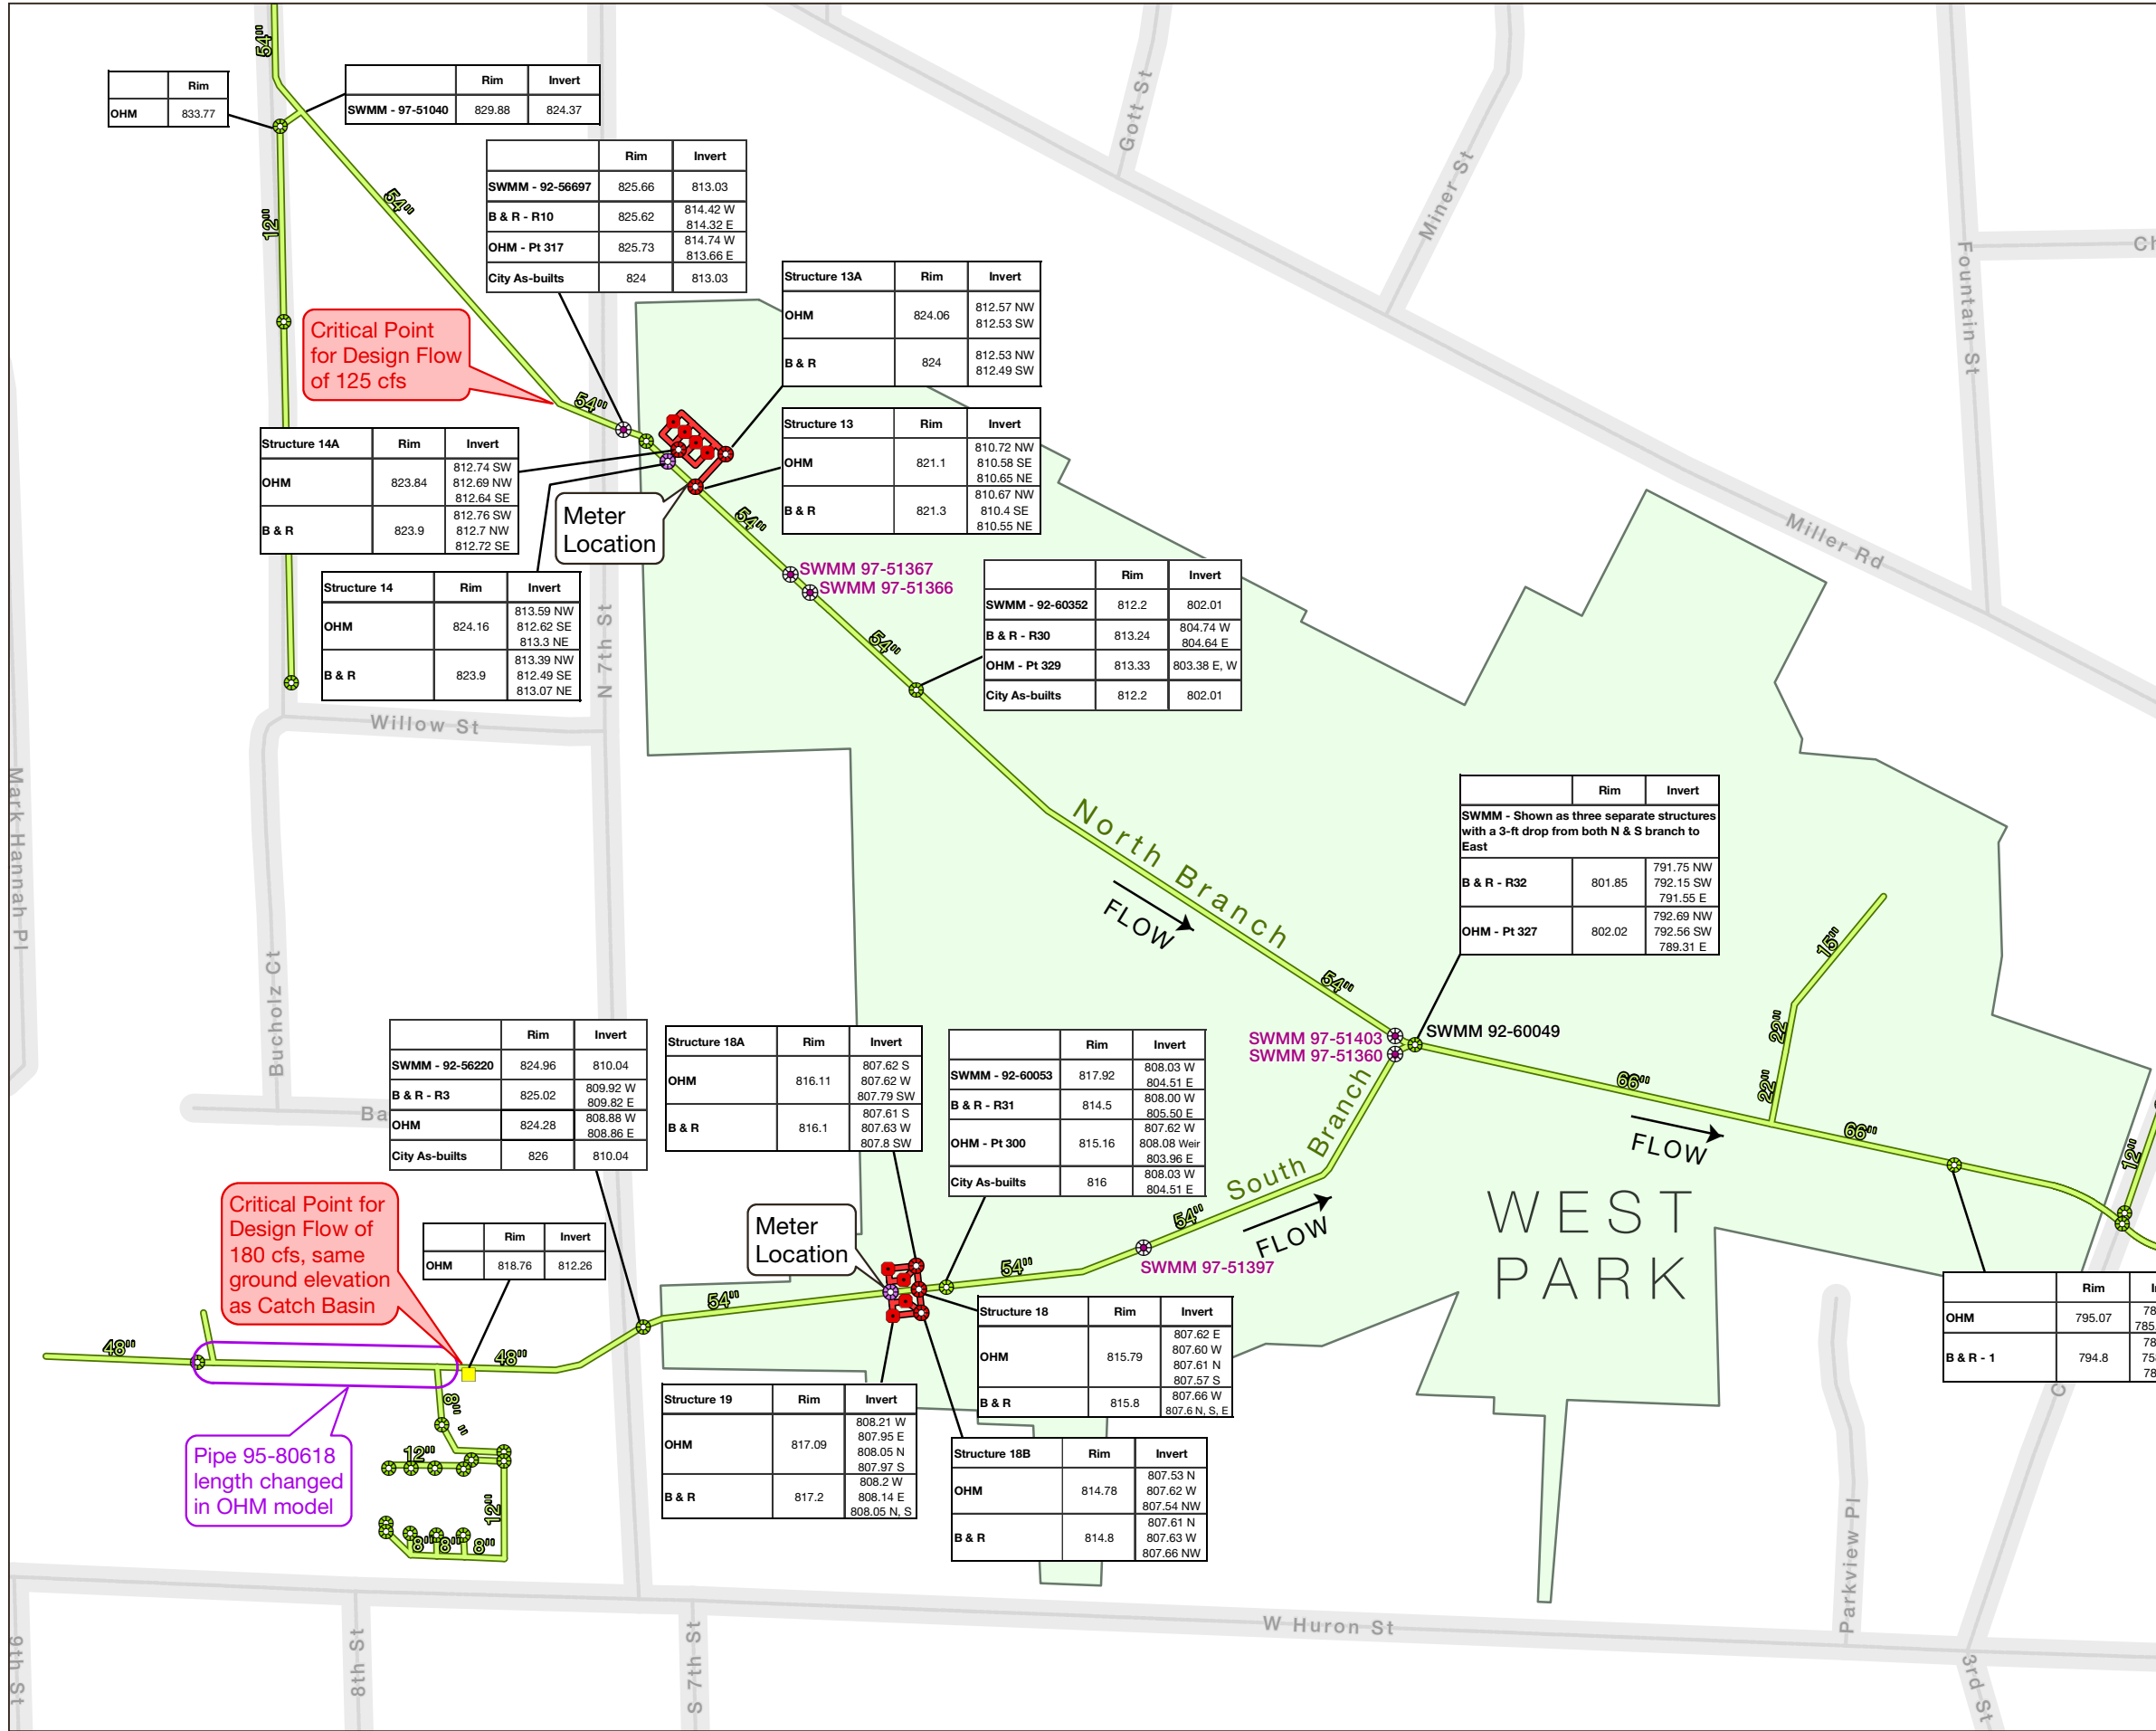 54"
Rim
OHM 833.77
Rim Invert
SWMM - 97-51040 829.88 824.37
Rim Invert
SWMM - 92-56697 825.66 813.03
B & R - R10 825.62 814.42 W
814.32 E
OHM - Pt 317 825.73 814.74 W
813.66 E
City As-builts 824 813.03
Gott St
Miner St
Fountain St
Miller Rd
54"
12"
Critical Point
for Design Flow
of 125 cfs
54"
Structure 13A Rim Invert
OHM 824.06 812.57 NW
812.53 SW
B & R 824 812.53 NW
812.49 SW
Structure 13 Rim Invert
OHM 821.1 810.72 NW
810.58 SE
810.65 NE
B & R 821.3 810.67 NW
810.4 SE
810.55 NE
Structure 14A Rim Invert
OHM 823.84 812.74 SW
812.69 NW
812.64 SE
B & R 823.9 812.76 SW
812.7 NW
812.72 SE
Meter
Location
54"
SWMM 97-51367
SWMM 97-51366
Structure 14 Rim Invert
OHM 824.16 813.59 NW
812.62 SE
813.3 NE
B & R 823.9 813.39 NW
812.49 SE
813.07 NE
54"
Rim Invert
SWMM - 92-60352 812.2 802.01
B & R - R30 813.24 804.74 W
804.64 E
OHM - Pt 329 813.33 803.38 E, W
City As-builts 812.2 802.01
N 7th St
Willow St
Mark Hannah Pl
Bucholz Ct
Ba
North Branch
FLOW
54"
Rim Invert
SWMM - Shown as three separate structures
with a 3-ft drop from both N & S branch to
East
B & R - R32 801.85 791.75 NW
792.15 SW
791.55 E
OHM - Pt 327 802.02 792.69 NW
792.56 SW
789.31 E
15"
22"
22"
SWMM 97-51403
SWMM 97-51360
SWMM 92-60049
66"
FLOW
66"
12"
Rim Invert
SWMM - 92-56220 824.96 810.04
B & R - R3 825.02 809.92 W
809.82 E
OHM 824.28 808.88 W
808.86 E
City As-builts 826 810.04
Structure 18A Rim Invert
OHM 816.11 807.62 S
807.62 W
807.79 SW
B & R 816.1 807.61 S
807.63 W
807.8 SW
Rim Invert
SWMM - 92-60053 817.92 808.03 W
804.51 E
B & R - R31 814.5 808.00 W
805.50 E
OHM - Pt 300 815.16 807.62 W
808.08 Weir
803.96 E
City As-builts 816 808.03 W
804.51 E
South Branch
54"
FLOW
SWMM 97-51397
54"
WEST
PARK
Critical Point for
Design Flow of
180 cfs, same
ground elevation
as Catch Basin
Rim Invert
OHM 818.76 812.26
Meter
Location
54"
48"
48"
8"
"
12"
12"
8"
8"
8"
Pipe 95-80618
length changed
in OHM model
Structure 18 Rim Invert
OHM 815.79 807.62 E
807.60 W
807.61 N
807.57 S
B & R 815.8 807.66 W
807.6 N, S, E
Structure 19 Rim Invert
OHM 817.09 808.21 W
807.95 E
808.05 N
807.97 S
B & R 817.2 808.2 W
808.14 E
808.05 N, S
Structure 18B Rim Invert
OHM 814.78 807.53 N
807.62 W
807.54 NW
B & R 814.8 807.61 N
807.63 W
807.66 NW
Rim
OHM 795.07
B & R - 1 794.8
Parkview Pl
W Huron St
9th St
8th St
S 7th St
3rd St